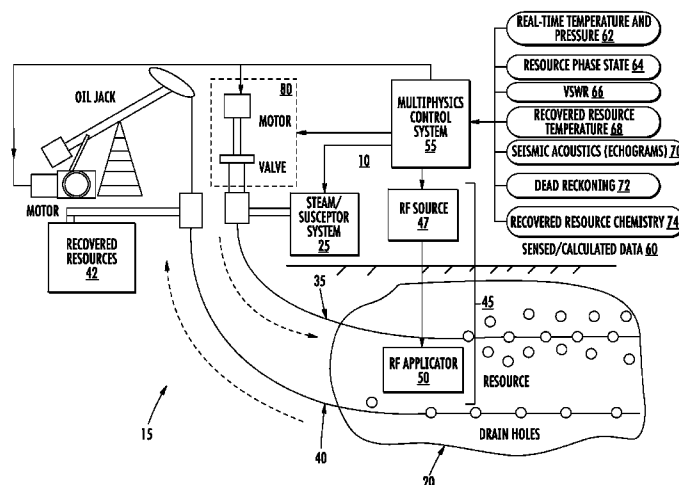 REAL-TIME TEMPERATURE AND
PRESSURE 62
RESOURCE PHASE STATE 64
VSWR 66
RECOVERED RESOURCE
TEMPERATURE 68
SEISMIC ACOUSTICS (ECHOGRAMS) 70
DEAD RECKONING 72
RECOVERED RESOURCE CHEMISTRY 74
SENSED/CALCULATED DATA 60
OIL JACK
80
MOTOR
VALVE
MULTIPHYSICS
CONTROL
SYSTEM
55
10
MOTOR
STEAM/
SUSCEPTOR
SYSTEM
25
RF SOURCE
47
RECOVERED
RESOURCES
42
35
45
RF APPLICATOR
50
RESOURCE
15
40
DRAIN HOLES
20